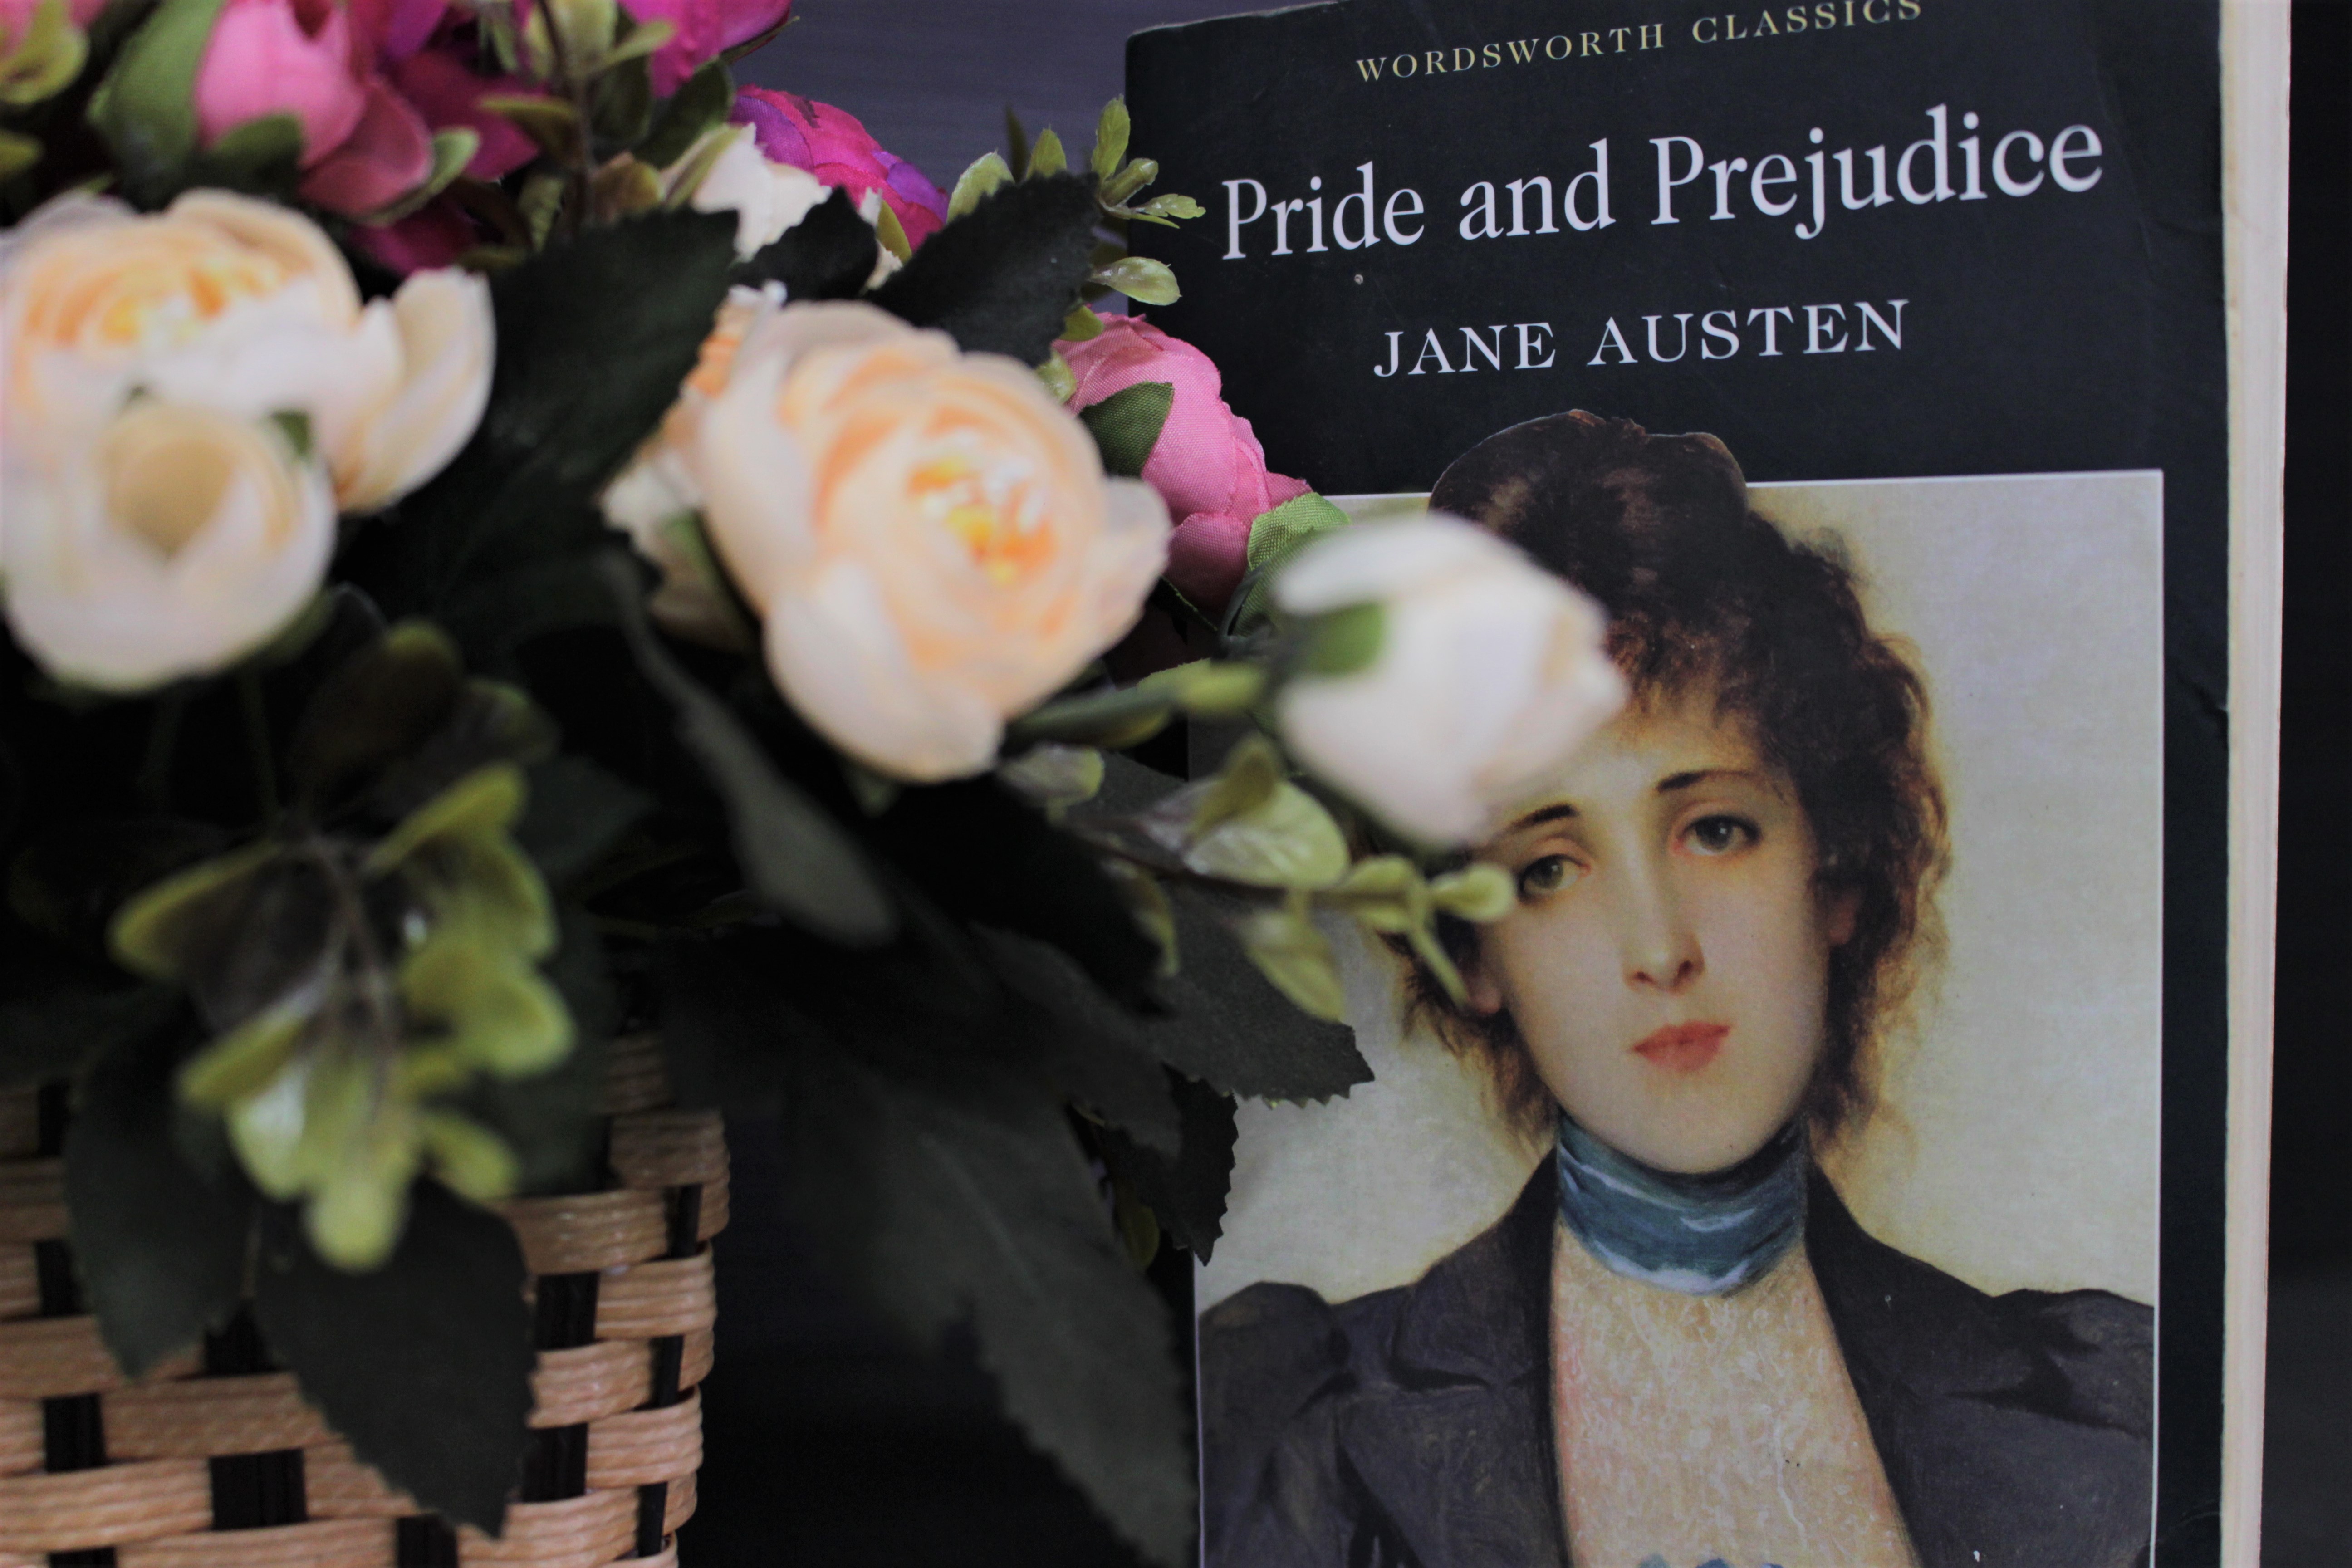 WORDSWORTH CLASSICS
Pride and Prejudice
JANE AUSTEN